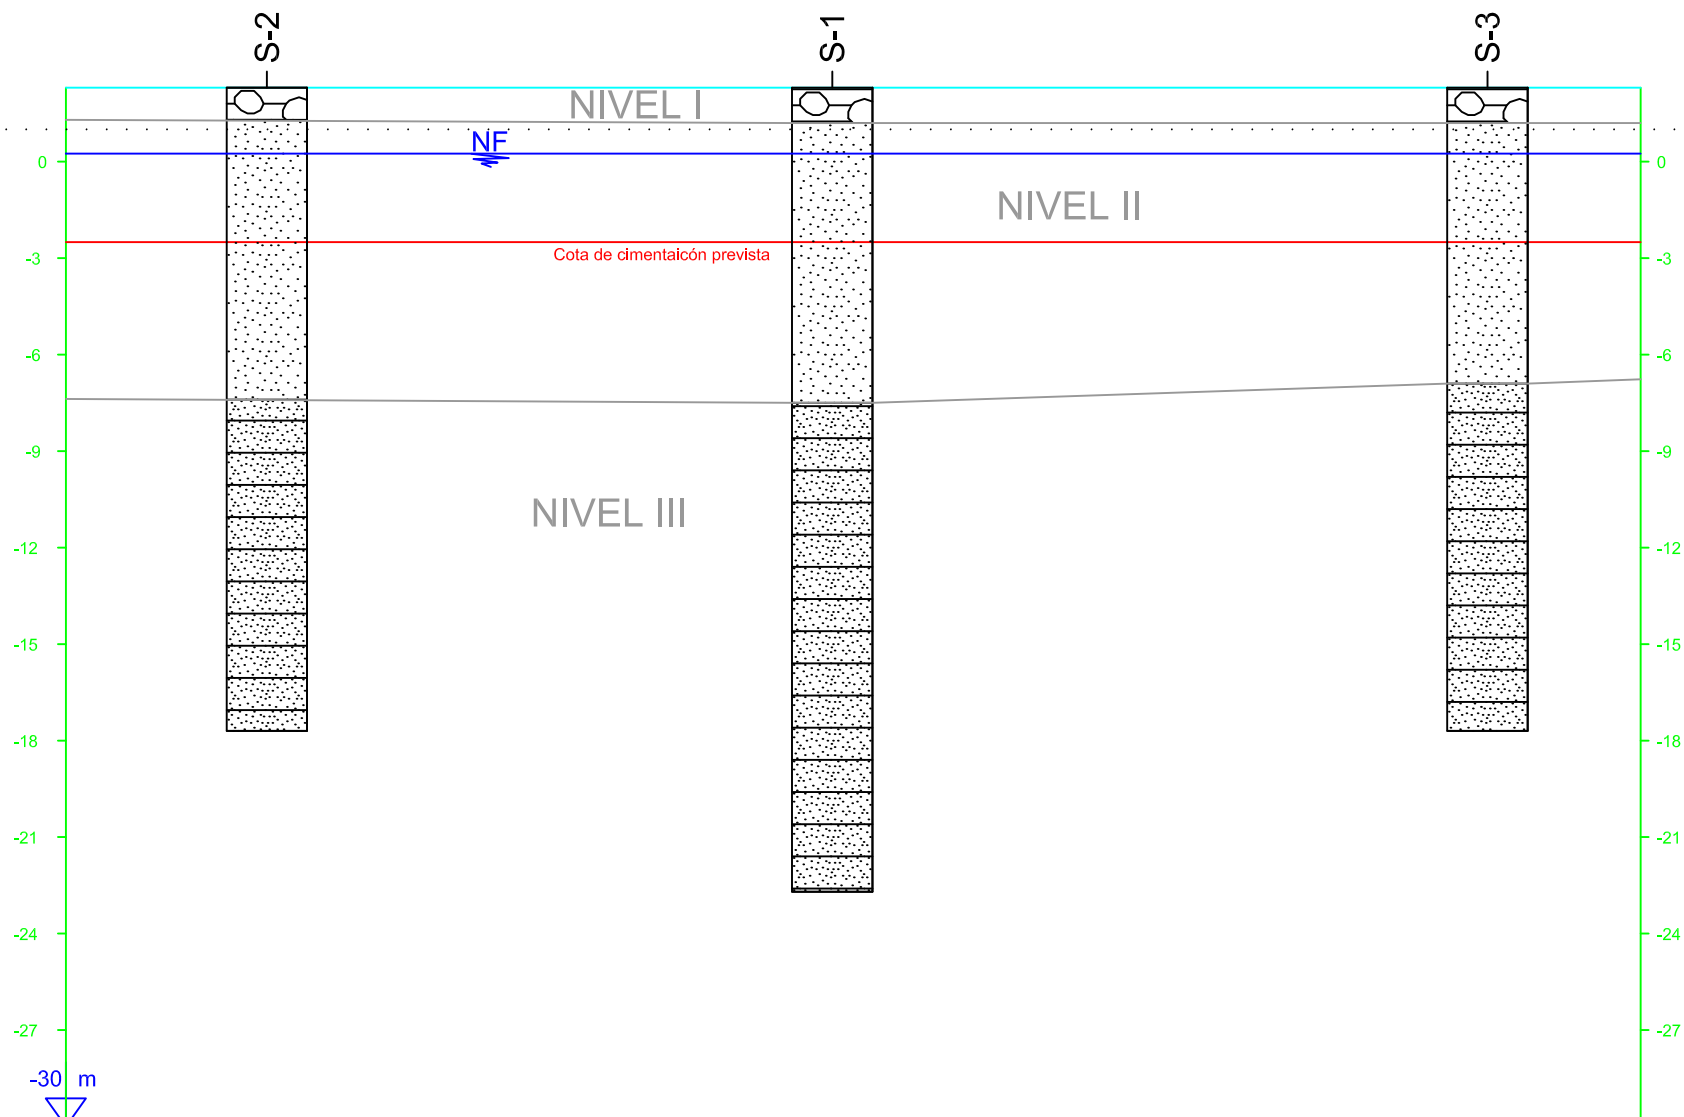 S-2 S-1 S-3
NIVEL I
NF
0 0
NIVEL II
Cota de cimentaicón prevista
-3 -3
-6 -6
-9 -9
NIVEL III
-12 -12
-15 -15
-18 -18
-21 -21
-24 -24
-27 -27
-30 m